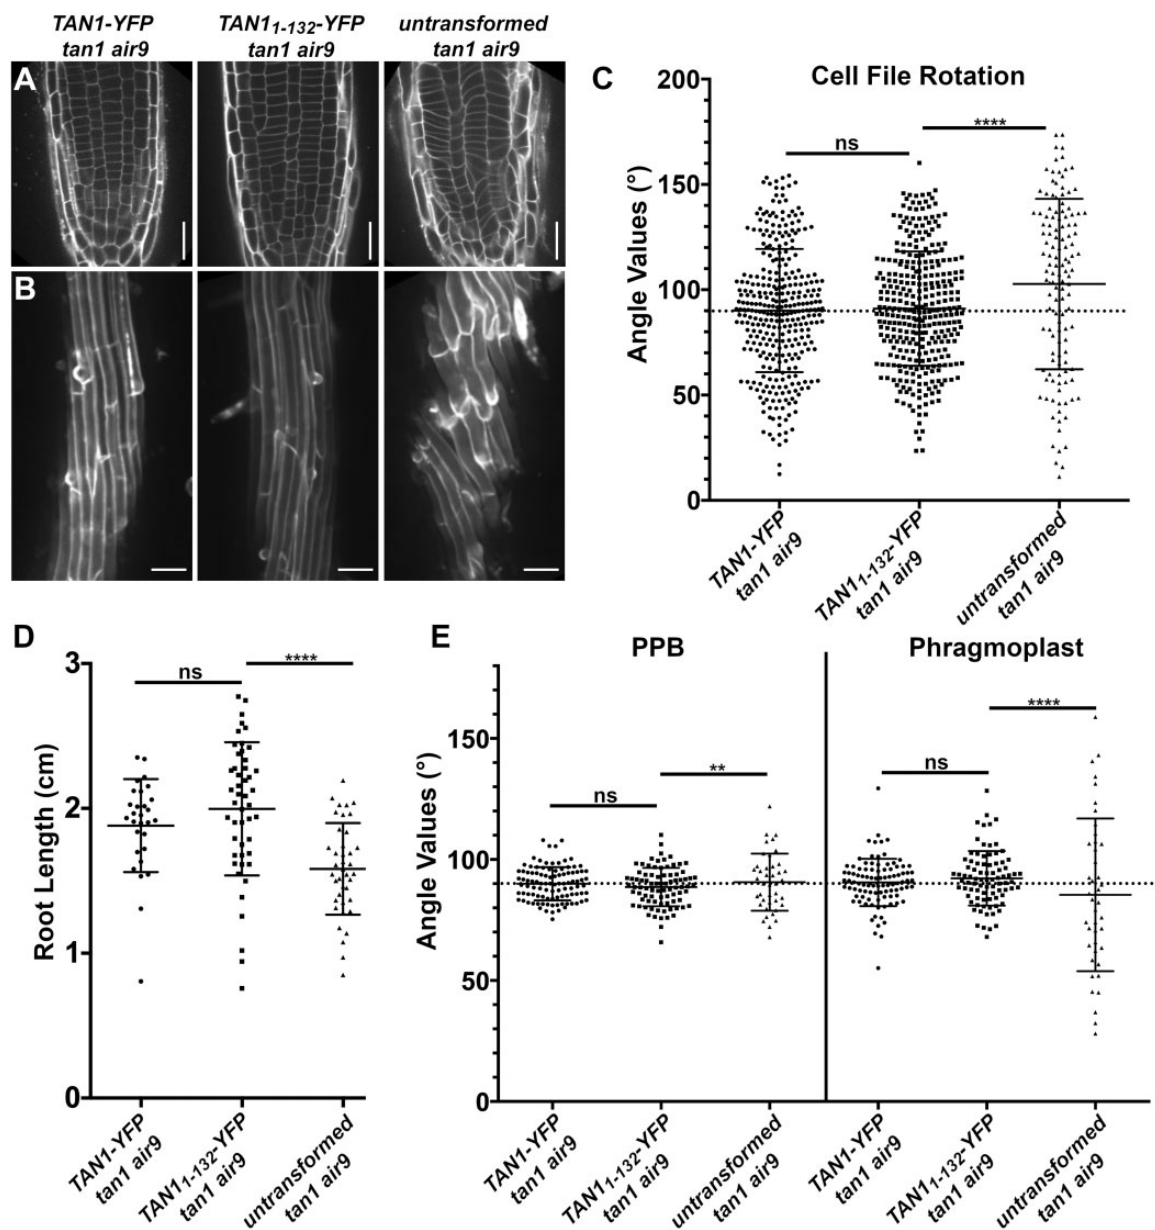 TAN1-YFP
tan1 air9
TAN1₁₋₁₃₂-YFP
tan1 air9
untransformed
tan1 air9
A
B
C
Cell File Rotation
ns
****
200
150
100
50
0
Angle Values (°)
TAN1-YFP
tan1 air9
TAN1₁₋₁₃₂-YFP
tan1 air9
untransformed
tan1 air9
D
ns
****
3
2
1
0
Root Length (cm)
TAN1-YFP
tan1 air9
TAN1₁₋₁₃₂-YFP
tan1 air9
untransformed
tan1 air9
E
PPB
Phragmoplast
ns
**
ns
****
150
100
50
0
Angle Values (°)
TAN1-YFP
tan1 air9
TAN1₁₋₁₃₂-YFP
tan1 air9
untransformed
tan1 air9
TAN1-YFP
tan1 air9
TAN1₁₋₁₃₂-YFP
tan1 air9
untransformed
tan1 air9